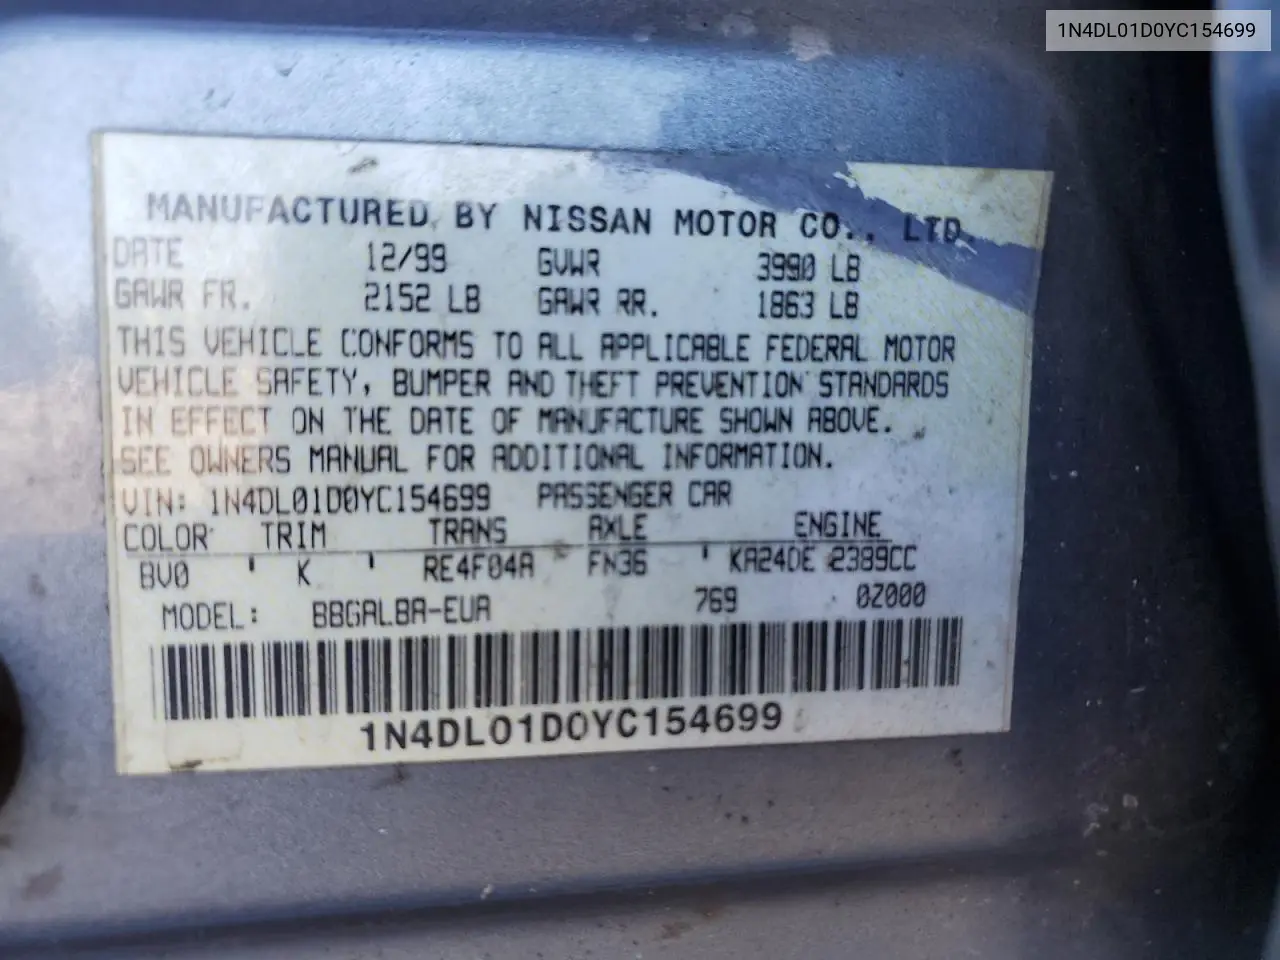 1N4DL01D0YC154699
MANUFACTURED BY NISSAN MOTOR CO., LTD.
DATE 12/99 GVWR 3990 LB
GAWR FR. 2152 LB GAWR RR. 1863 LB
THIS VEHICLE CONFORMS TO ALL APPLICABLE FEDERAL MOTOR
VEHICLE SAFETY, BUMPER AND THEFT PREVENTION STANDARDS
IN EFFECT ON THE DATE OF MANUFACTURE SHOWN ABOVE.
SEE OWNERS MANUAL FOR ADDITIONAL INFORMATION.
VIN: 1N4DL01D0YC154699 PASSENGER CAR
COLOR TRIM TRANS AXLE ENGINE
BV0 ' K ' RE4F04A FN36 ' KA24DE 2389CC
MODEL: BBGALBA-EUA 769 0Z000
1N4DL01D0YC154699